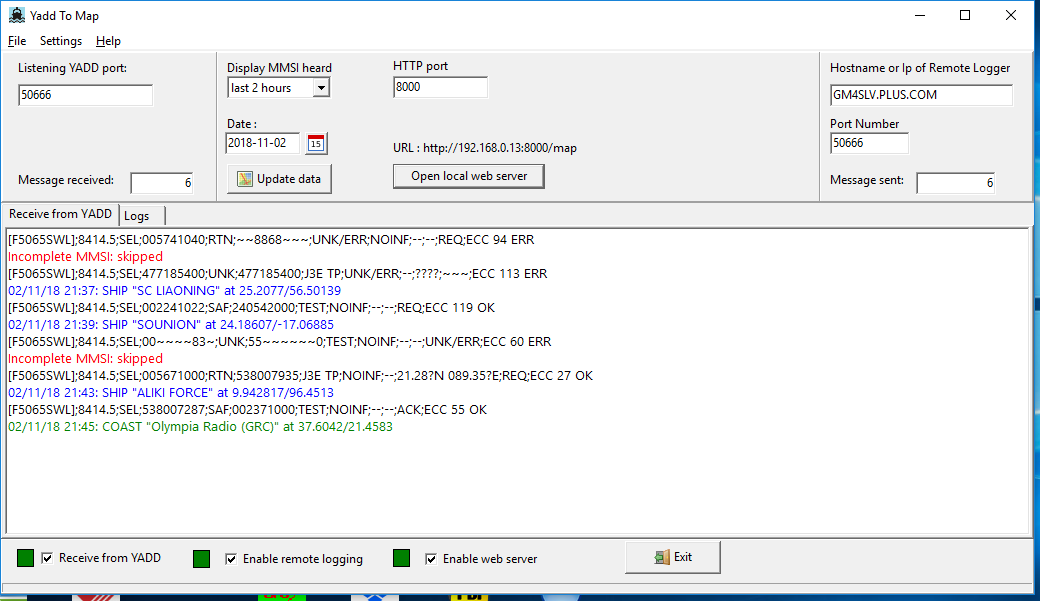 Yadd To Map
File Settings Help
Listening YADD port:
50666
Message received: 6
Display MMSI heard
last 2 hours
Date :
2018-11-02
15
Update data
HTTP port
8000
URL : http://192.168.0.13:8000/map
Open local web server
Hostname or Ip of Remote Logger
GM4SLV.PLUS.COM
Port Number
50666
Message sent: 6
Receive from YADD Logs
[F5065SWL];8414.5;SEL;005741040;RTN;~~8868~~~;UNK/ERR;NOINF;--;--;REQ;ECC 94 ERR
Incomplete MMSI: skipped
[F5065SWL];8414.5;SEL;477185400;UNK;477185400;J3E TP;UNK/ERR;--;????;~~~;ECC 113 ERR
02/11/18 21:37: SHIP "SC LIAONING" at 25.2077/56.50139
[F5065SWL];8414.5;SEL;002241022;SAF;240542000;TEST;NOINF;--;--;REQ;ECC 119 OK
02/11/18 21:39: SHIP "SOUNION" at 24.18607/-17.06885
[F5065SWL];8414.5;SEL;00~~~~83~;UNK;55~~~~~~0;TEST;NOINF;--;--;UNK/ERR;ECC 60 ERR
Incomplete MMSI: skipped
[F5065SWL];8414.5;SEL;005671000;RTN;538007935;J3E TP;NOINF;--;21.28?N 089.35?E;REQ;ECC 27 OK
02/11/18 21:43: SHIP "ALIKI FORCE" at 9.942817/96.4513
[F5065SWL];8414.5;SEL;538007287;SAF;002371000;TEST;NOINF;--;--;ACK;ECC 55 OK
02/11/18 21:45: COAST "Olympia Radio (GRC)" at 37.6042/21.4583
Receive from YADD Enable remote logging Enable web server Exit